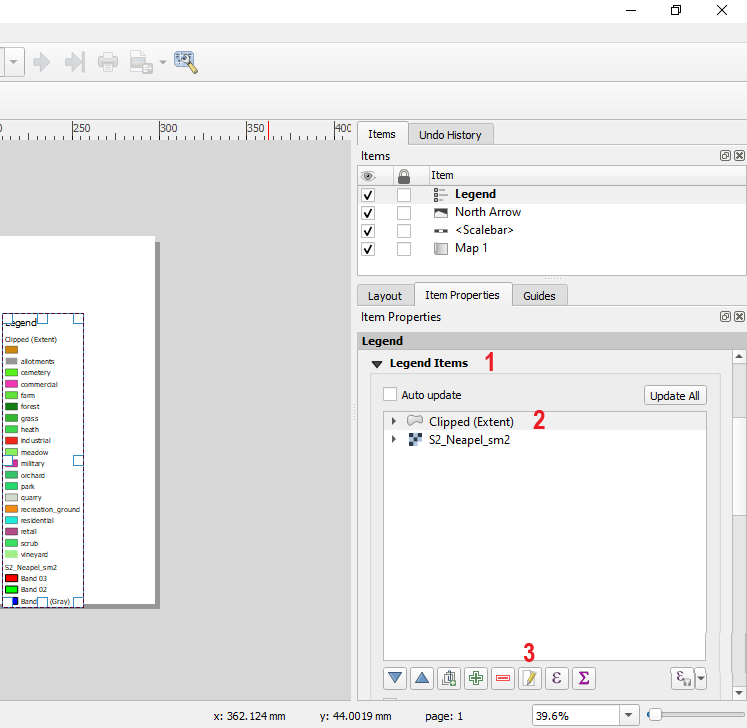 250
300
350
400
Items
Undo History
Items
Item
Legend
North Arrow
<Scalebar>
Map 1
Layout
Item Properties
Guides
Item Properties
Legend
Legend Items
1
Auto update
Update All
Clipped (Extent)
2
S2_Neapel_sm2
3
ε
Σ
ε
Legend
Clipped (Extent)
allotments
cemetery
commercial
farm
forest
grass
heath
industrial
meadow
military
orchard
park
quarry
recreation_ground
residential
retail
scrub
vineyard
S2_Neapel_sm2
Band 03
Band 02
Band (Gray)
x: 362.124 mm
y: 44.0019 mm
page: 1
39.6%